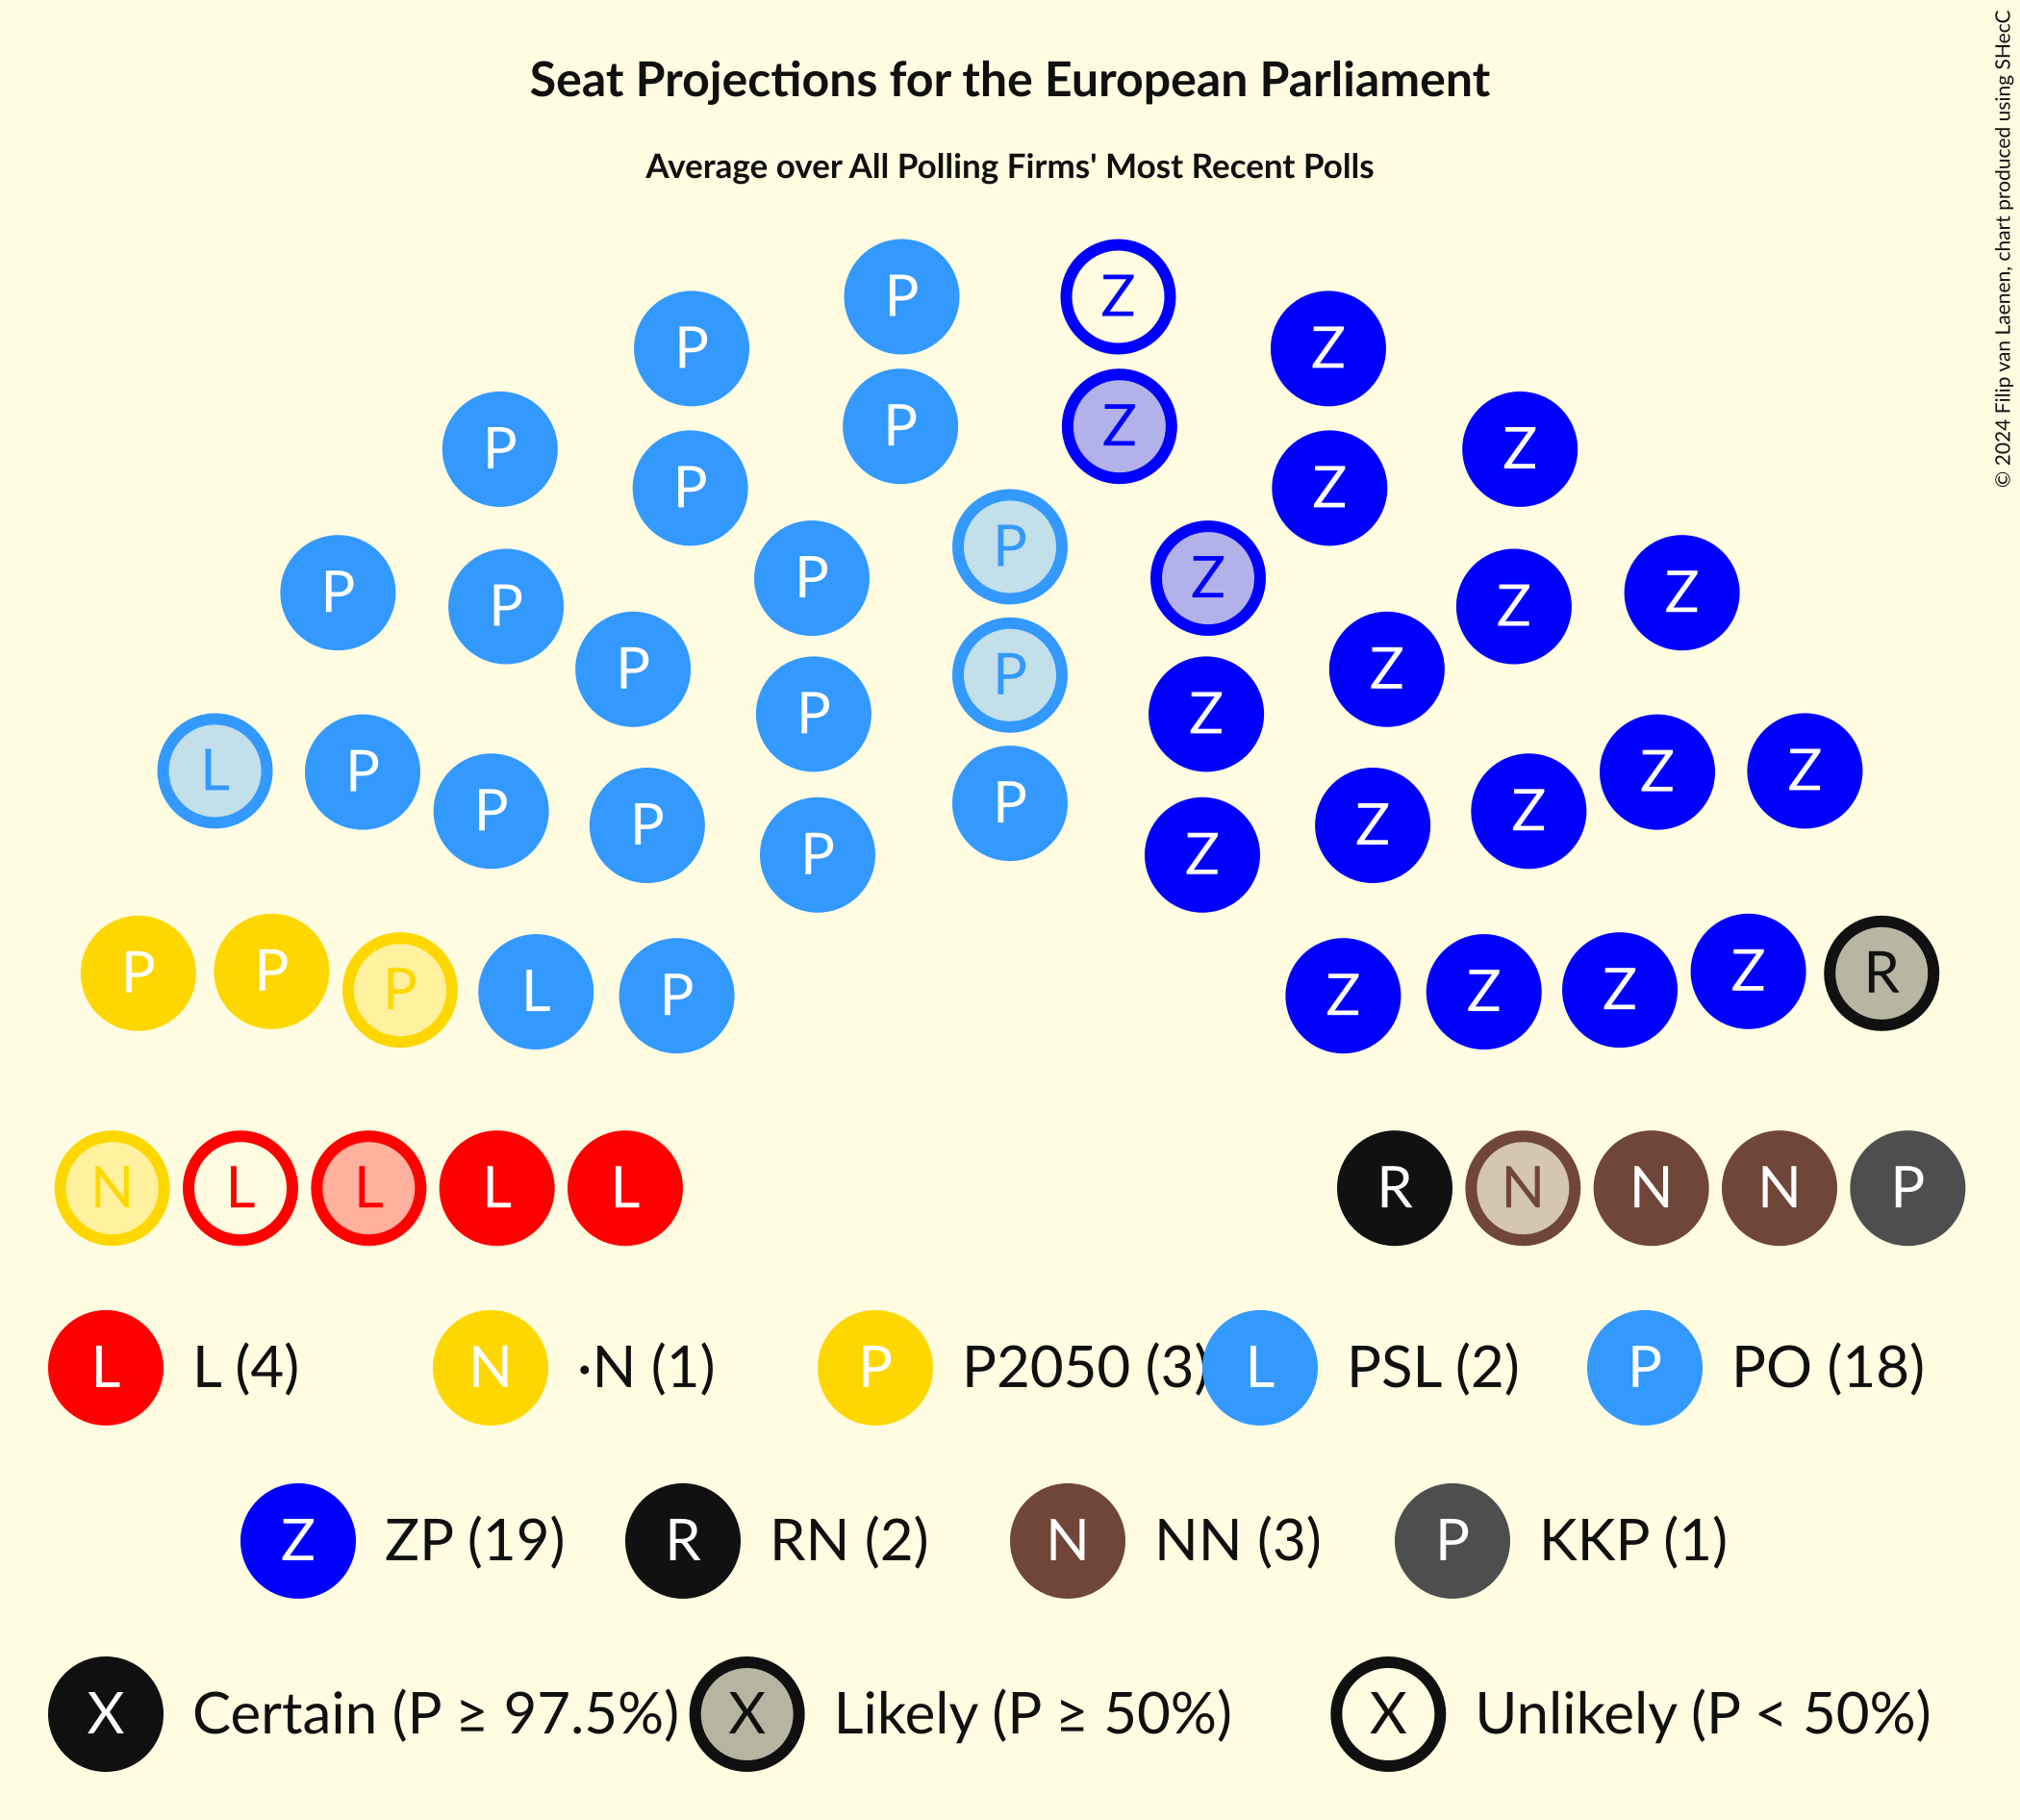 Seat Projections for the European Parliament
Average over All Polling Firms' Most Recent Polls
© 2024 Filip van Laenen, chart produced using SHecC
P Z
P Z
P Z
P Z
P Z
P
P Z
P P Z Z
P Z
P Z
P
P Z
L P Z Z
P Z
P Z
P
P Z
P P P L P Z Z Z Z R
N L L L L R N N N P
L L (4) N ·N (1) P P2050 (3) L PSL (2) P PO (18)
Z ZP (19) R RN (2) N NN (3) P KKP (1)
X Certain (P ≥ 97.5%) X Likely (P ≥ 50%) X Unlikely (P < 50%)